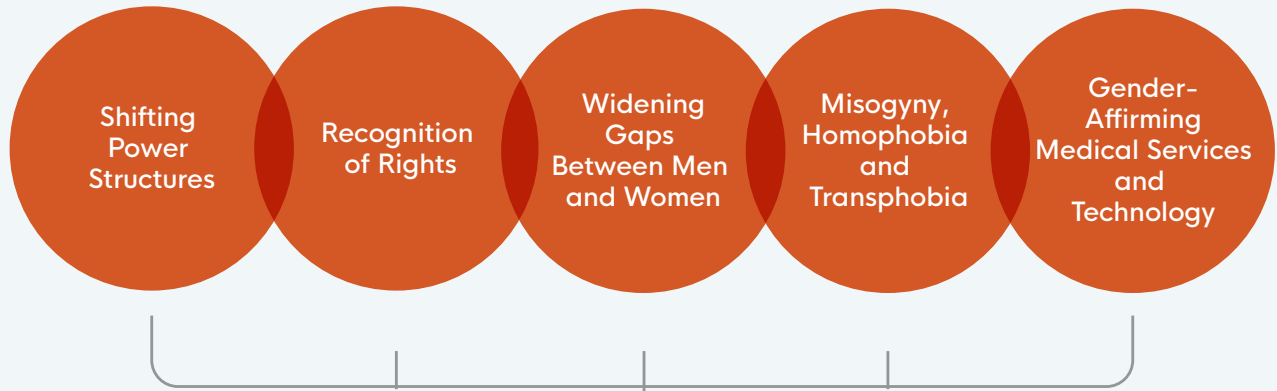 Shifting
Power
Structures
Recognition
of Rights
Widening
Gaps
Between Men
and Women
Misogyny,
Homophobia
and
Transphobia
Gender-
Affirming
Medical Services
and
Technology